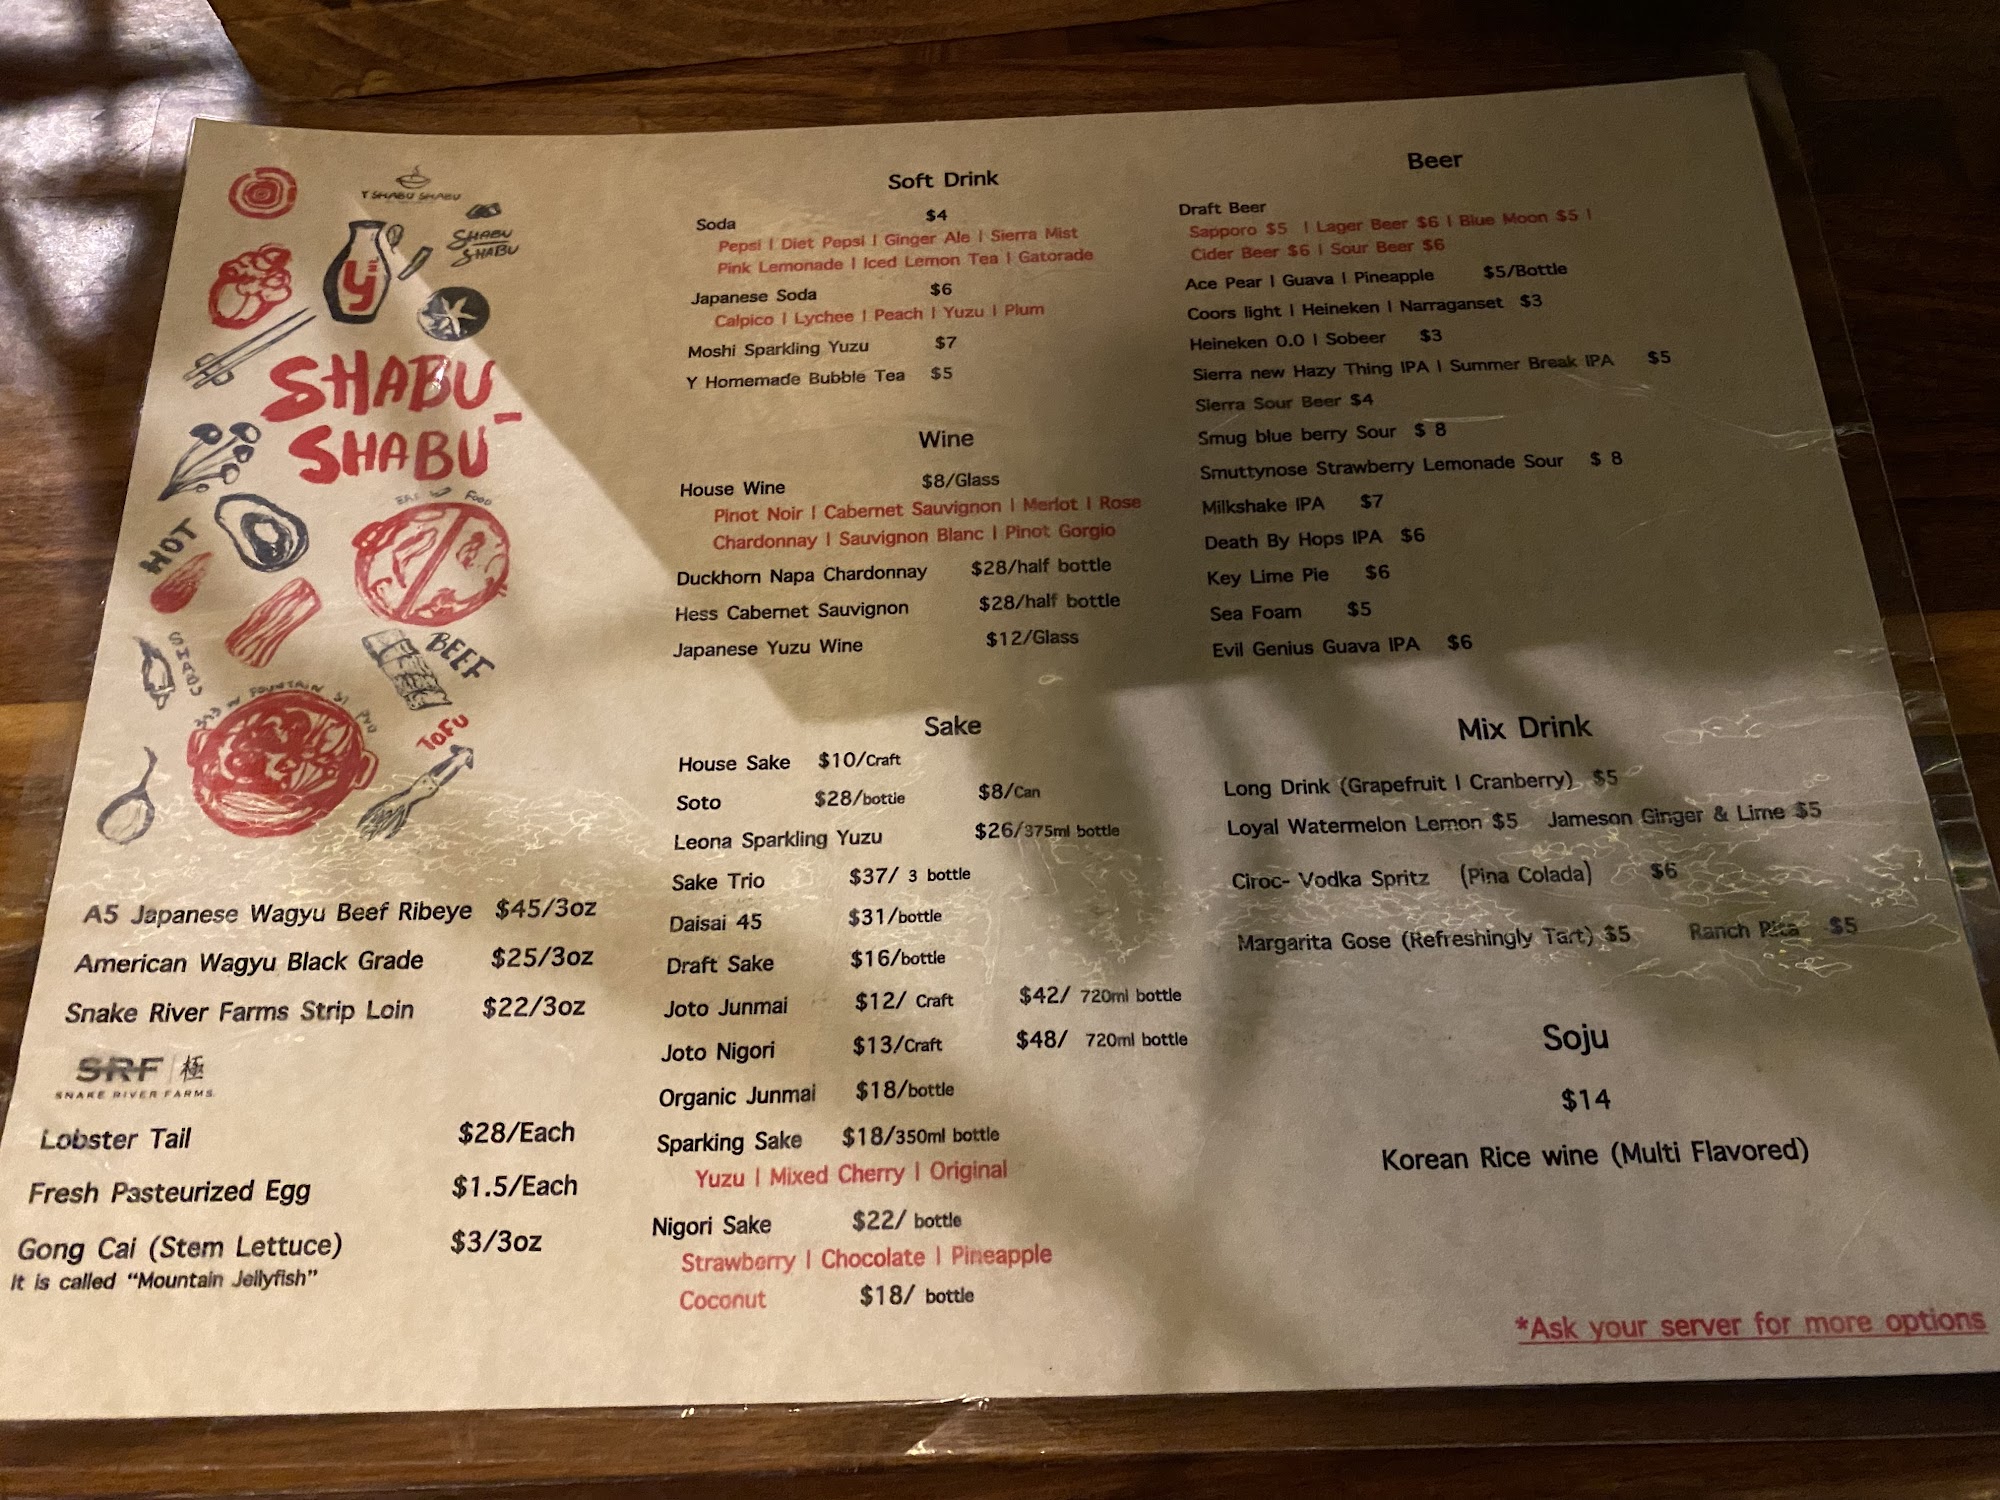 Y SHABU SHABU
SHABU
SHABU
Y
SHABU-
SHABU
HOT
FOOD
BEEF
TOFU
A5 Japanese Wagyu Beef Ribeye $45/3oz
American Wagyu Black Grade $25/3oz
Snake River Farms Strip Loin $22/3oz
SRF | 極
SNAKE RIVER FARMS
Lobster Tail $28/Each
Fresh Pasteurized Egg $1.5/Each
Gong Cai (Stem Lettuce) $3/3oz
It is called “Mountain Jellyfish”
Soft Drink
Soda $4
Pepsi | Diet Pepsi | Ginger Ale | Sierra Mist
Pink Lemonade | Iced Lemon Tea | Gatorade
Japanese Soda $6
Calpico | Lychee | Peach | Yuzu | Plum
Moshi Sparkling Yuzu $7
Y Homemade Bubble Tea $5
Wine
House Wine $8/Glass
Pinot Noir | Cabernet Sauvignon | Merlot | Rose
Chardonnay | Sauvignon Blanc | Pinot Gorgio
Duckhorn Napa Chardonnay $28/half bottle
Hess Cabernet Sauvignon $28/half bottle
Japanese Yuzu Wine $12/Glass
Sake
House Sake $10/Craft
Soto $28/bottle $8/Can
Leona Sparkling Yuzu $26/375ml bottle
Sake Trio $37/ 3 bottle
Daisai 45 $31/bottle
Draft Sake $16/bottle
Joto Junmai $12/ Craft $42/ 720ml bottle
Joto Nigori $13/Craft $48/ 720ml bottle
Organic Junmai $18/bottle
Sparking Sake $18/350ml bottle
Yuzu | Mixed Cherry | Original
Nigori Sake $22/ bottle
Strawberry | Chocolate | Pineapple
Coconut $18/ bottle
Beer
Draft Beer
Sapporo $5 | Lager Beer $6 | Blue Moon $5 |
Cider Beer $6 | Sour Beer $6
Ace Pear | Guava | Pineapple $5/Bottle
Coors light | Heineken | Narraganset $3
Heineken 0.0 | Sobeer $3
Sierra new Hazy Thing IPA | Summer Break IPA $5
Sierra Sour Beer $4
Smug blue berry Sour $ 8
Smuttynose Strawberry Lemonade Sour $ 8
Milkshake IPA $7
Death By Hops IPA $6
Key Lime Pie $6
Sea Foam $5
Evil Genius Guava IPA $6
Mix Drink
Long Drink (Grapefruit | Cranberry) $5
Loyal Watermelon Lemon $5 Jameson Ginger & Lime $5
Ciroc- Vodka Spritz (Pina Colada) $6
Margarita Gose (Refreshingly Tart) $5 Ranch Rita $5
Soju
$14
Korean Rice wine (Multi Flavored)
*Ask your server for more options